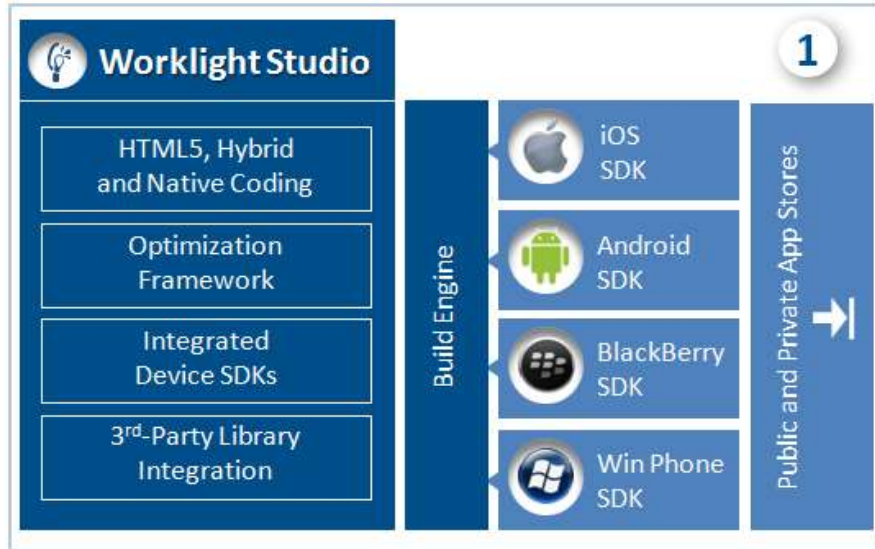 Worklight Studio
1
HTML5, Hybrid
and Native Coding
Optimization
Framework
Integrated
Device SDKs
3rd-Party Library
Integration
Build Engine
iOS
SDK
Android
SDK
BlackBerry
SDK
Win Phone
SDK
Public and Private App Stores